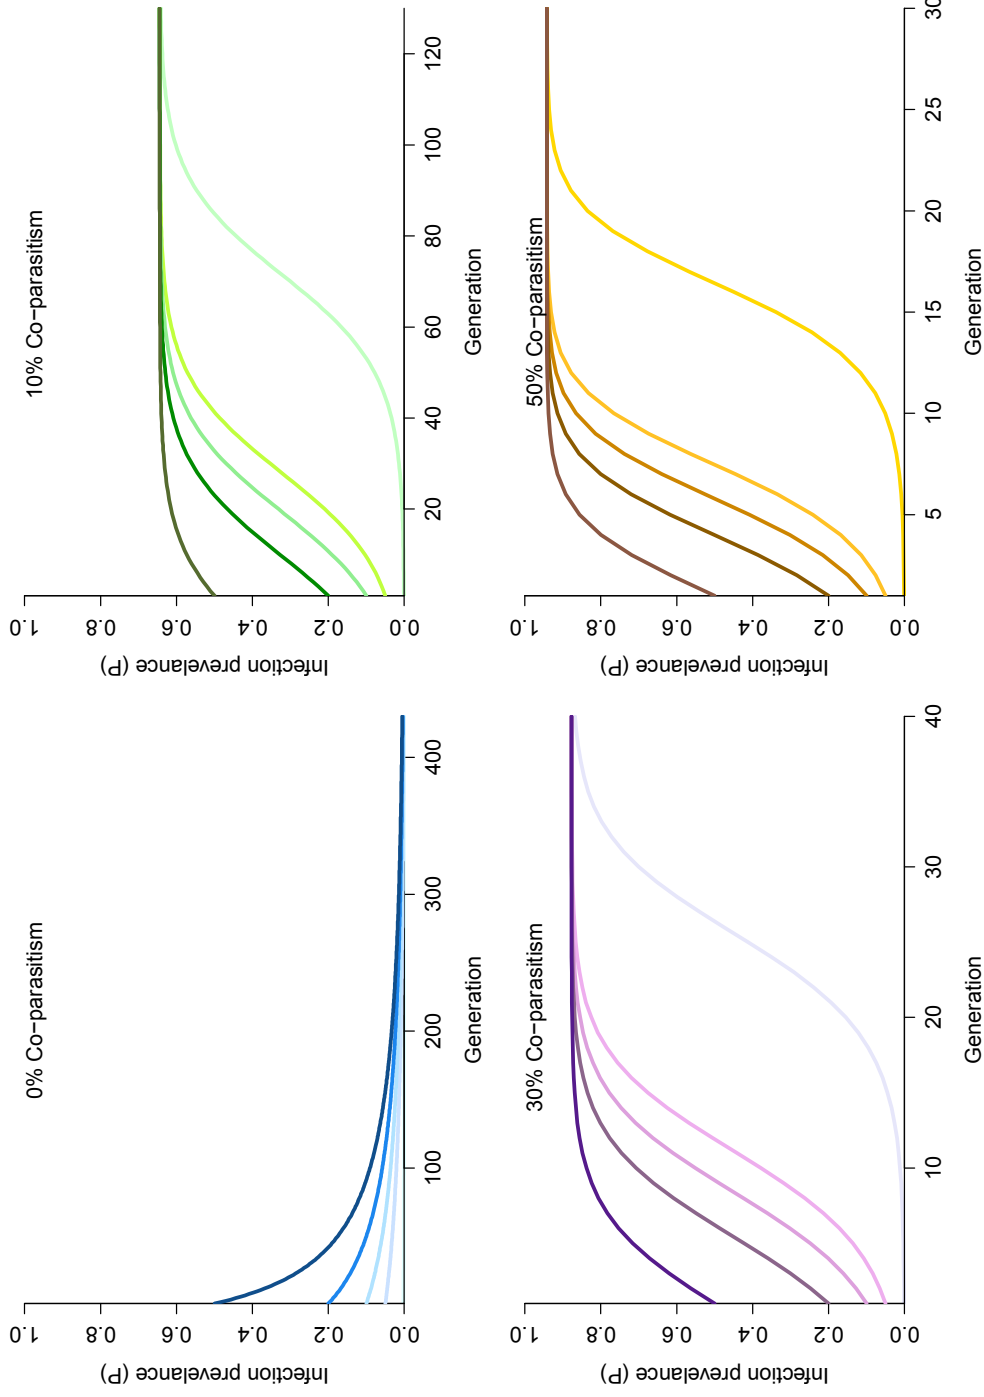 0% Co−parasitism
Infection prevelance (P)
1.0
0.8
0.6
0.4
0.2
0.0
100 200 300 400
Generation
10% Co−parasitism
Infection prevelance (P)
1.0
0.8
0.6
0.4
0.2
0.0
20 40 60 80 100 120
Generation
30% Co−parasitism
Infection prevelance (P)
1.0
0.8
0.6
0.4
0.2
0.0
10 20 30 40
Generation
50% Co−parasitism
Infection prevelance (P)
1.0
0.8
0.6
0.4
0.2
0.0
5 10 15 20 25 30
Generation